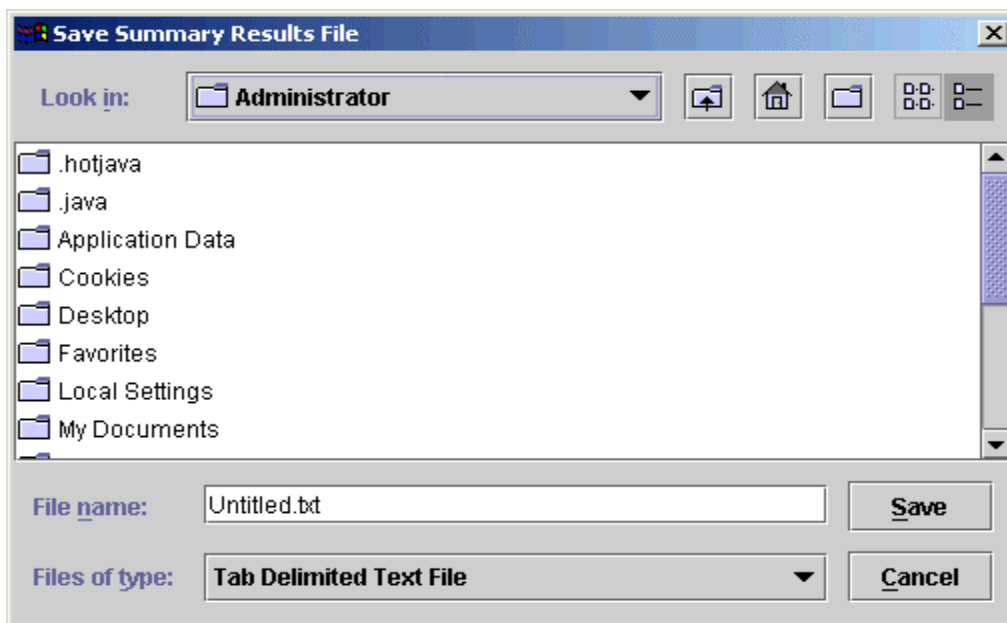 Save Summary Results File
Look in: Administrator
.hotjava
.java
Application Data
Cookies
Desktop
Favorites
Local Settings
My Documents
File name: Untitled.txt Save
Files of type: Tab Delimited Text File Cancel